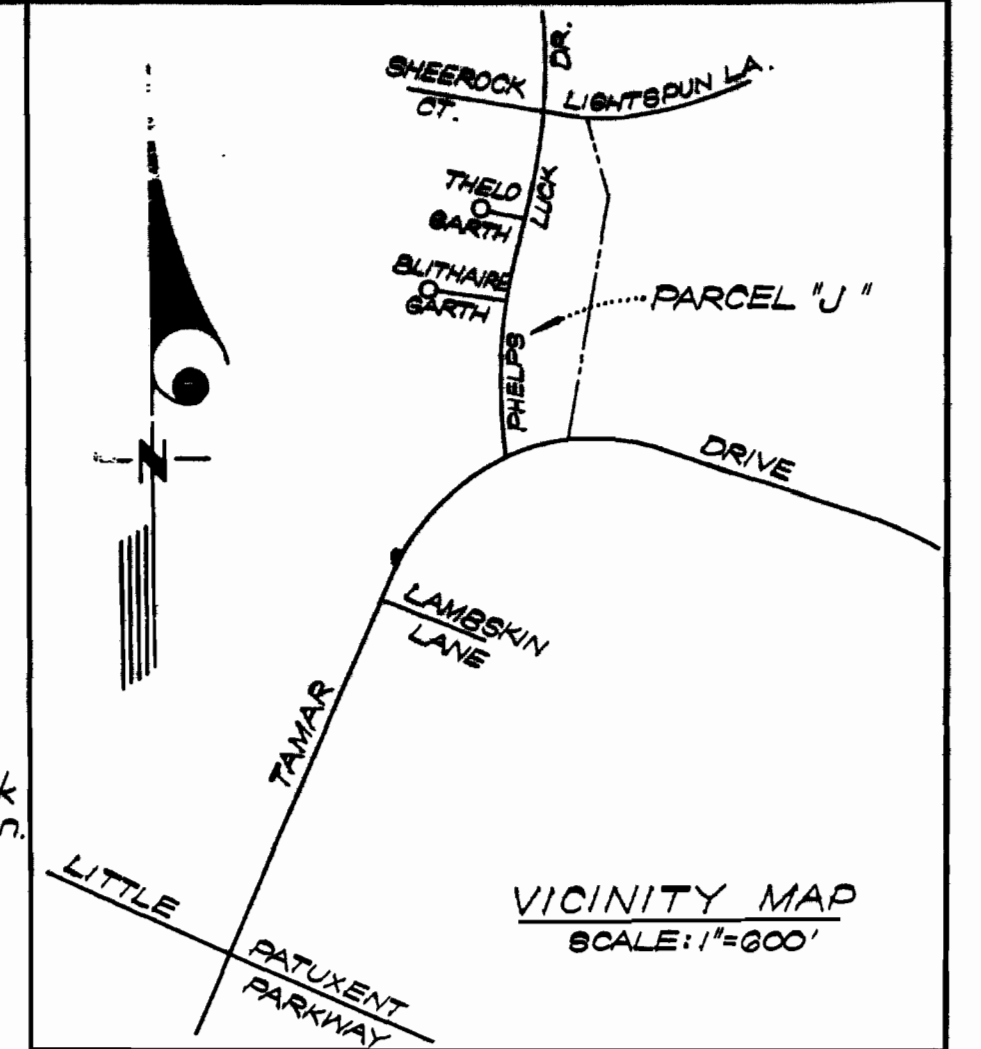 DR.
SHEEROCK
CT.
LIGHTSPUN LA.
THELO
GARTH
LUCK
BLITHAIRE
GARTH
PARCEL "J"
PHELPS
DRIVE
N
LAMBSKIN
LANE
TAMAR
k
n.
LITTLE
PATUXENT
PARKWAY
VICINITY MAP
SCALE: 1"=600'